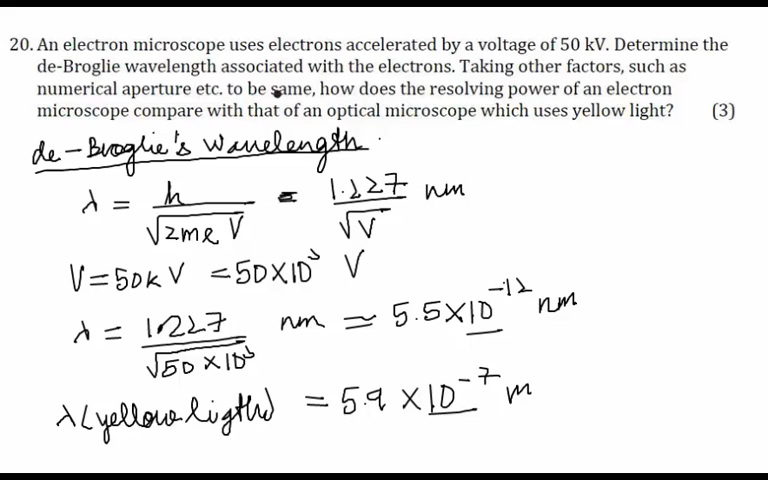 20. An electron microscope uses electrons accelerated by a voltage of 50 kV. Determine the
de-Broglie wavelength associated with the electrons. Taking other factors, such as
numerical aperture etc. to be same, how does the resolving power of an electron
microscope compare with that of an optical microscope which uses yellow light? (3)
de-Broglie's Wavelength
λ = h / √2meV = 1.227 / √V nm
V = 50kV = 50×10³ V
λ = 1.227 / √50×10³ nm ≃ 5.5×10⁻¹² nm
λ(yellow ligth) = 5.9 × 10⁻⁷ m